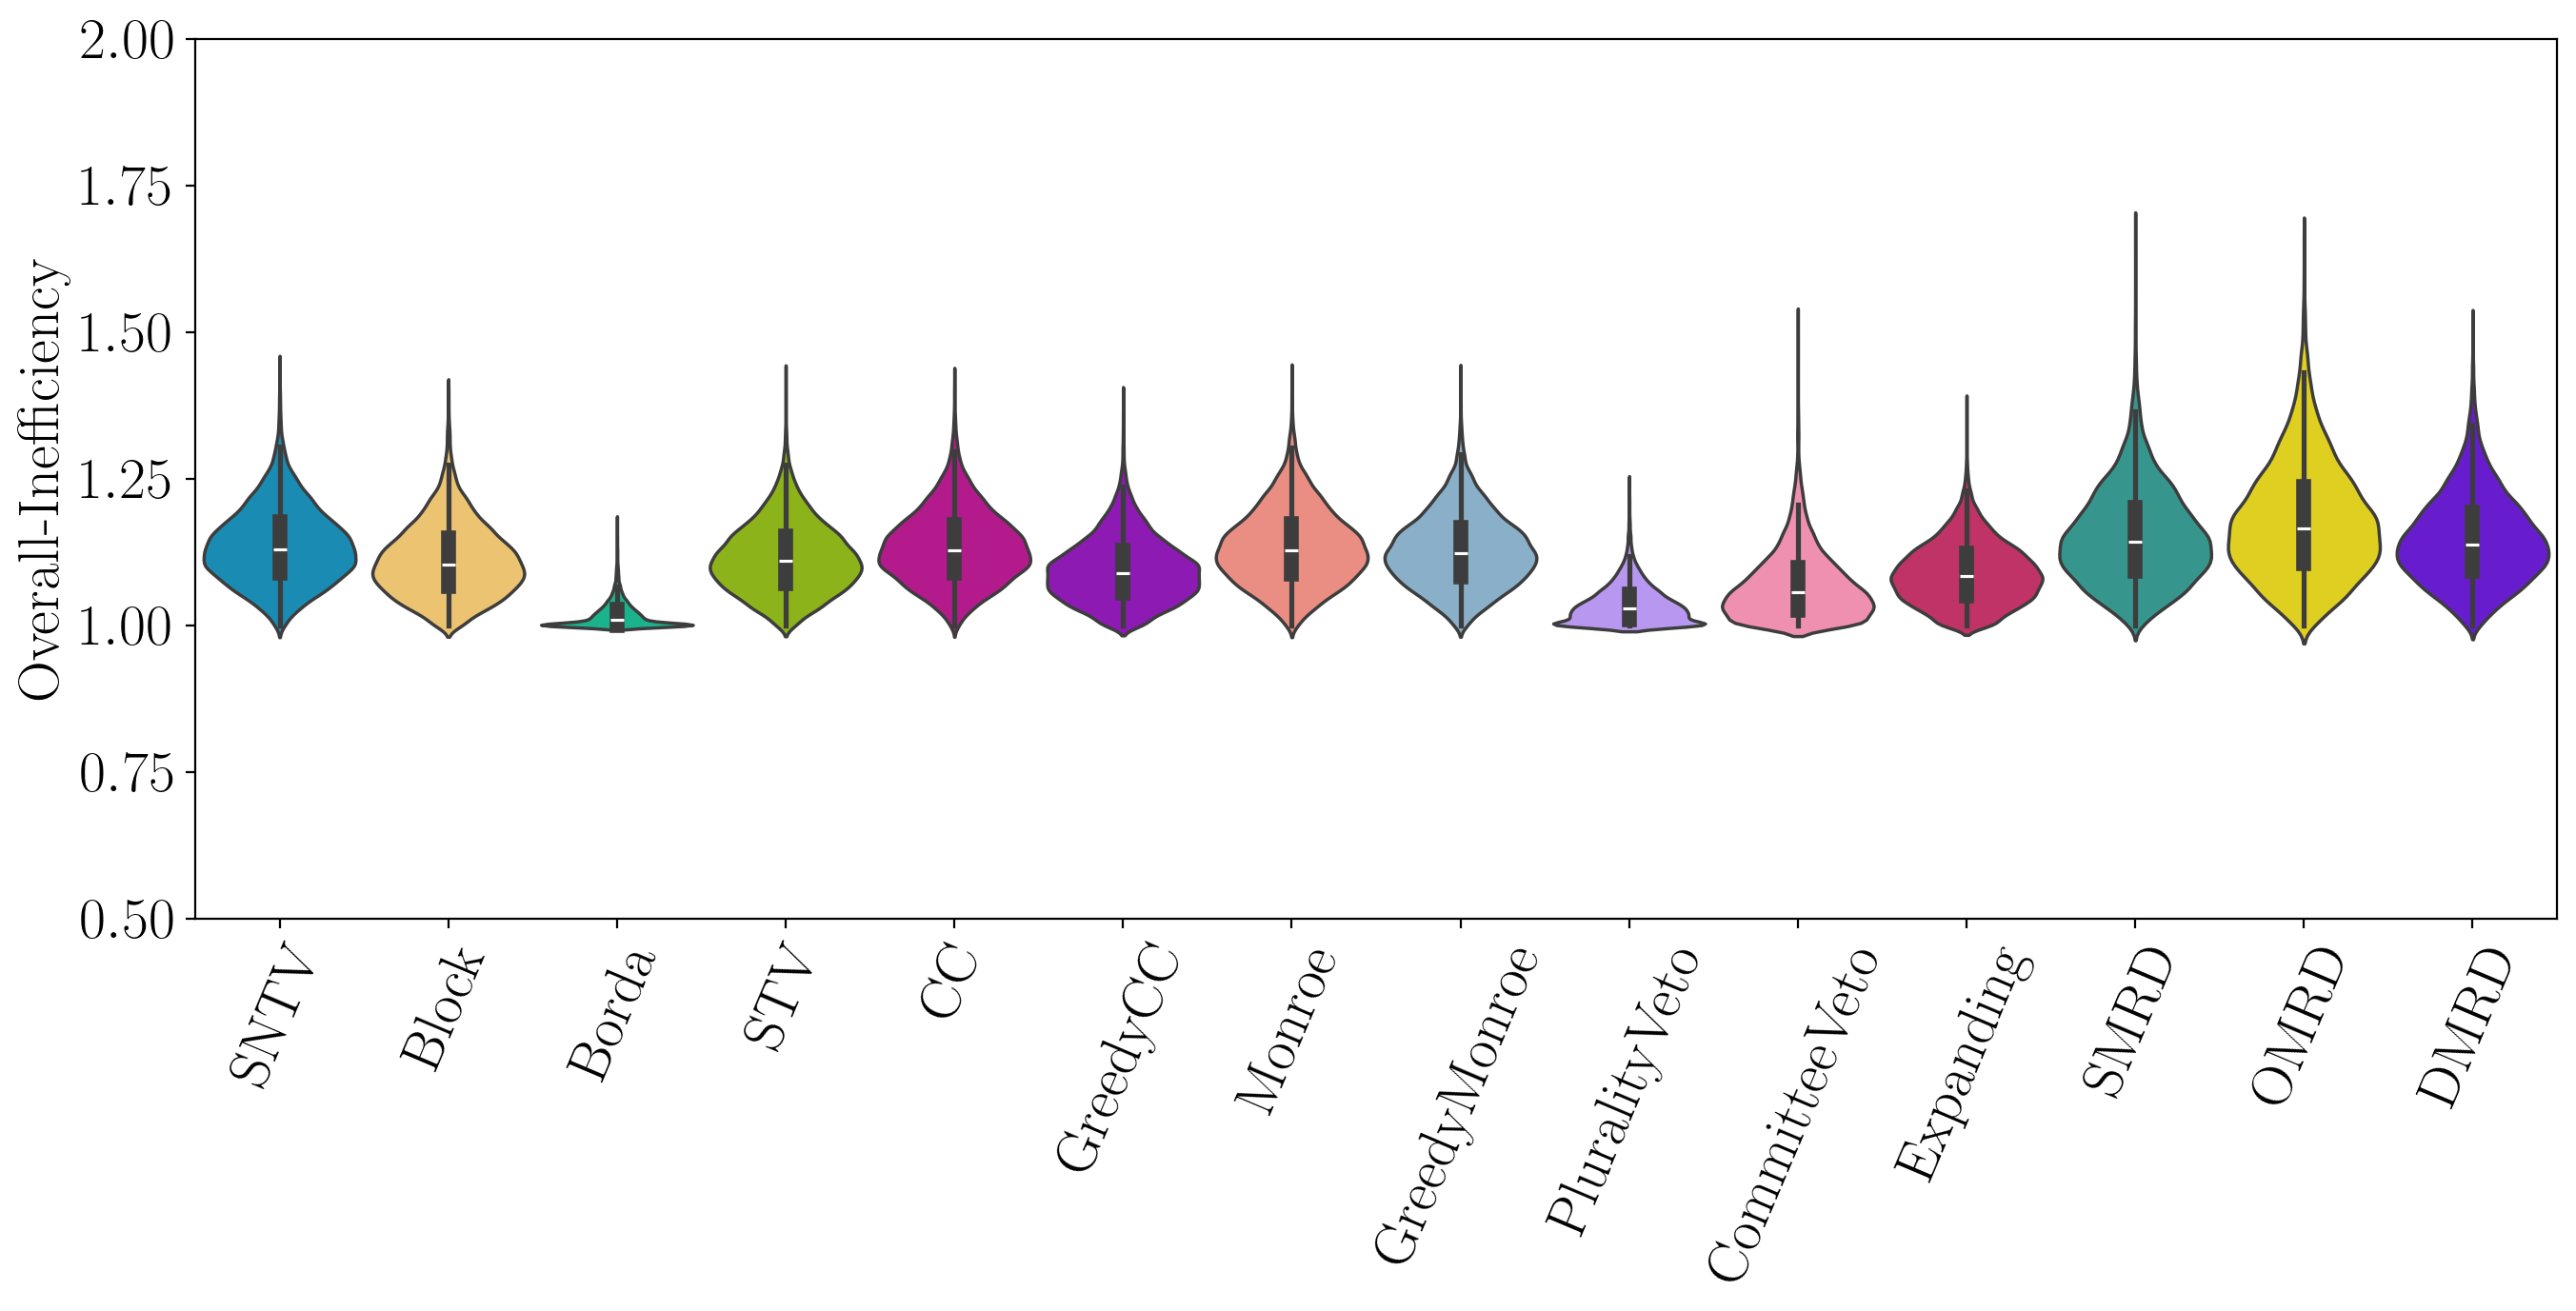 2.00
1.75
1.50
1.25
1.00
0.75
0.50
Overall-Inefficiency
SNTV
Block
Borda
STV
CC
GreedyCC
Monroe
GreedyMonroe
PluralityVeto
CommitteeVeto
Expanding
SMRD
OMRD
DMRD